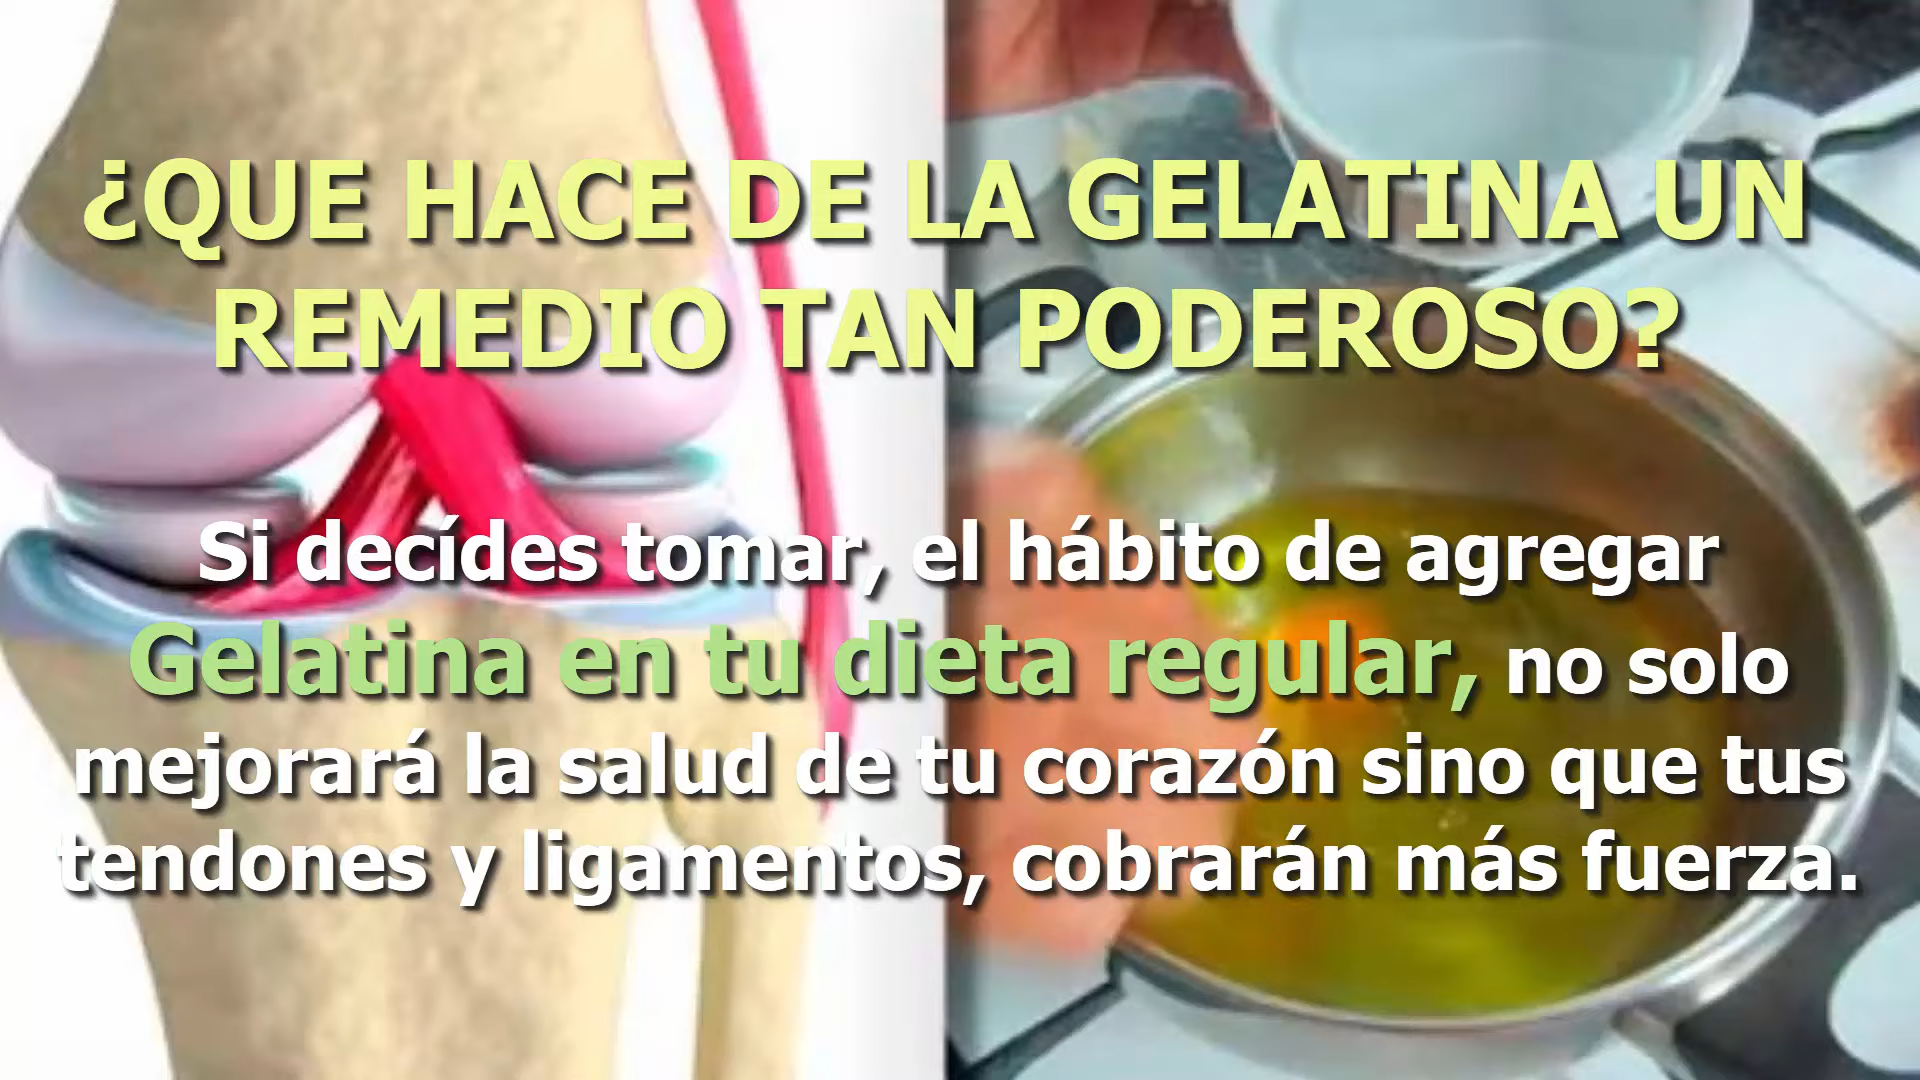 ¿QUE HACE DE LA GELATINA UN
REMEDIO TAN PODEROSO?
Si decídes tomar, el hábito de agregar
Gelatina en tu dieta regular, no solo
mejorará la salud de tu corazón sino que tus
tendones y ligamentos, cobrarán más fuerza.